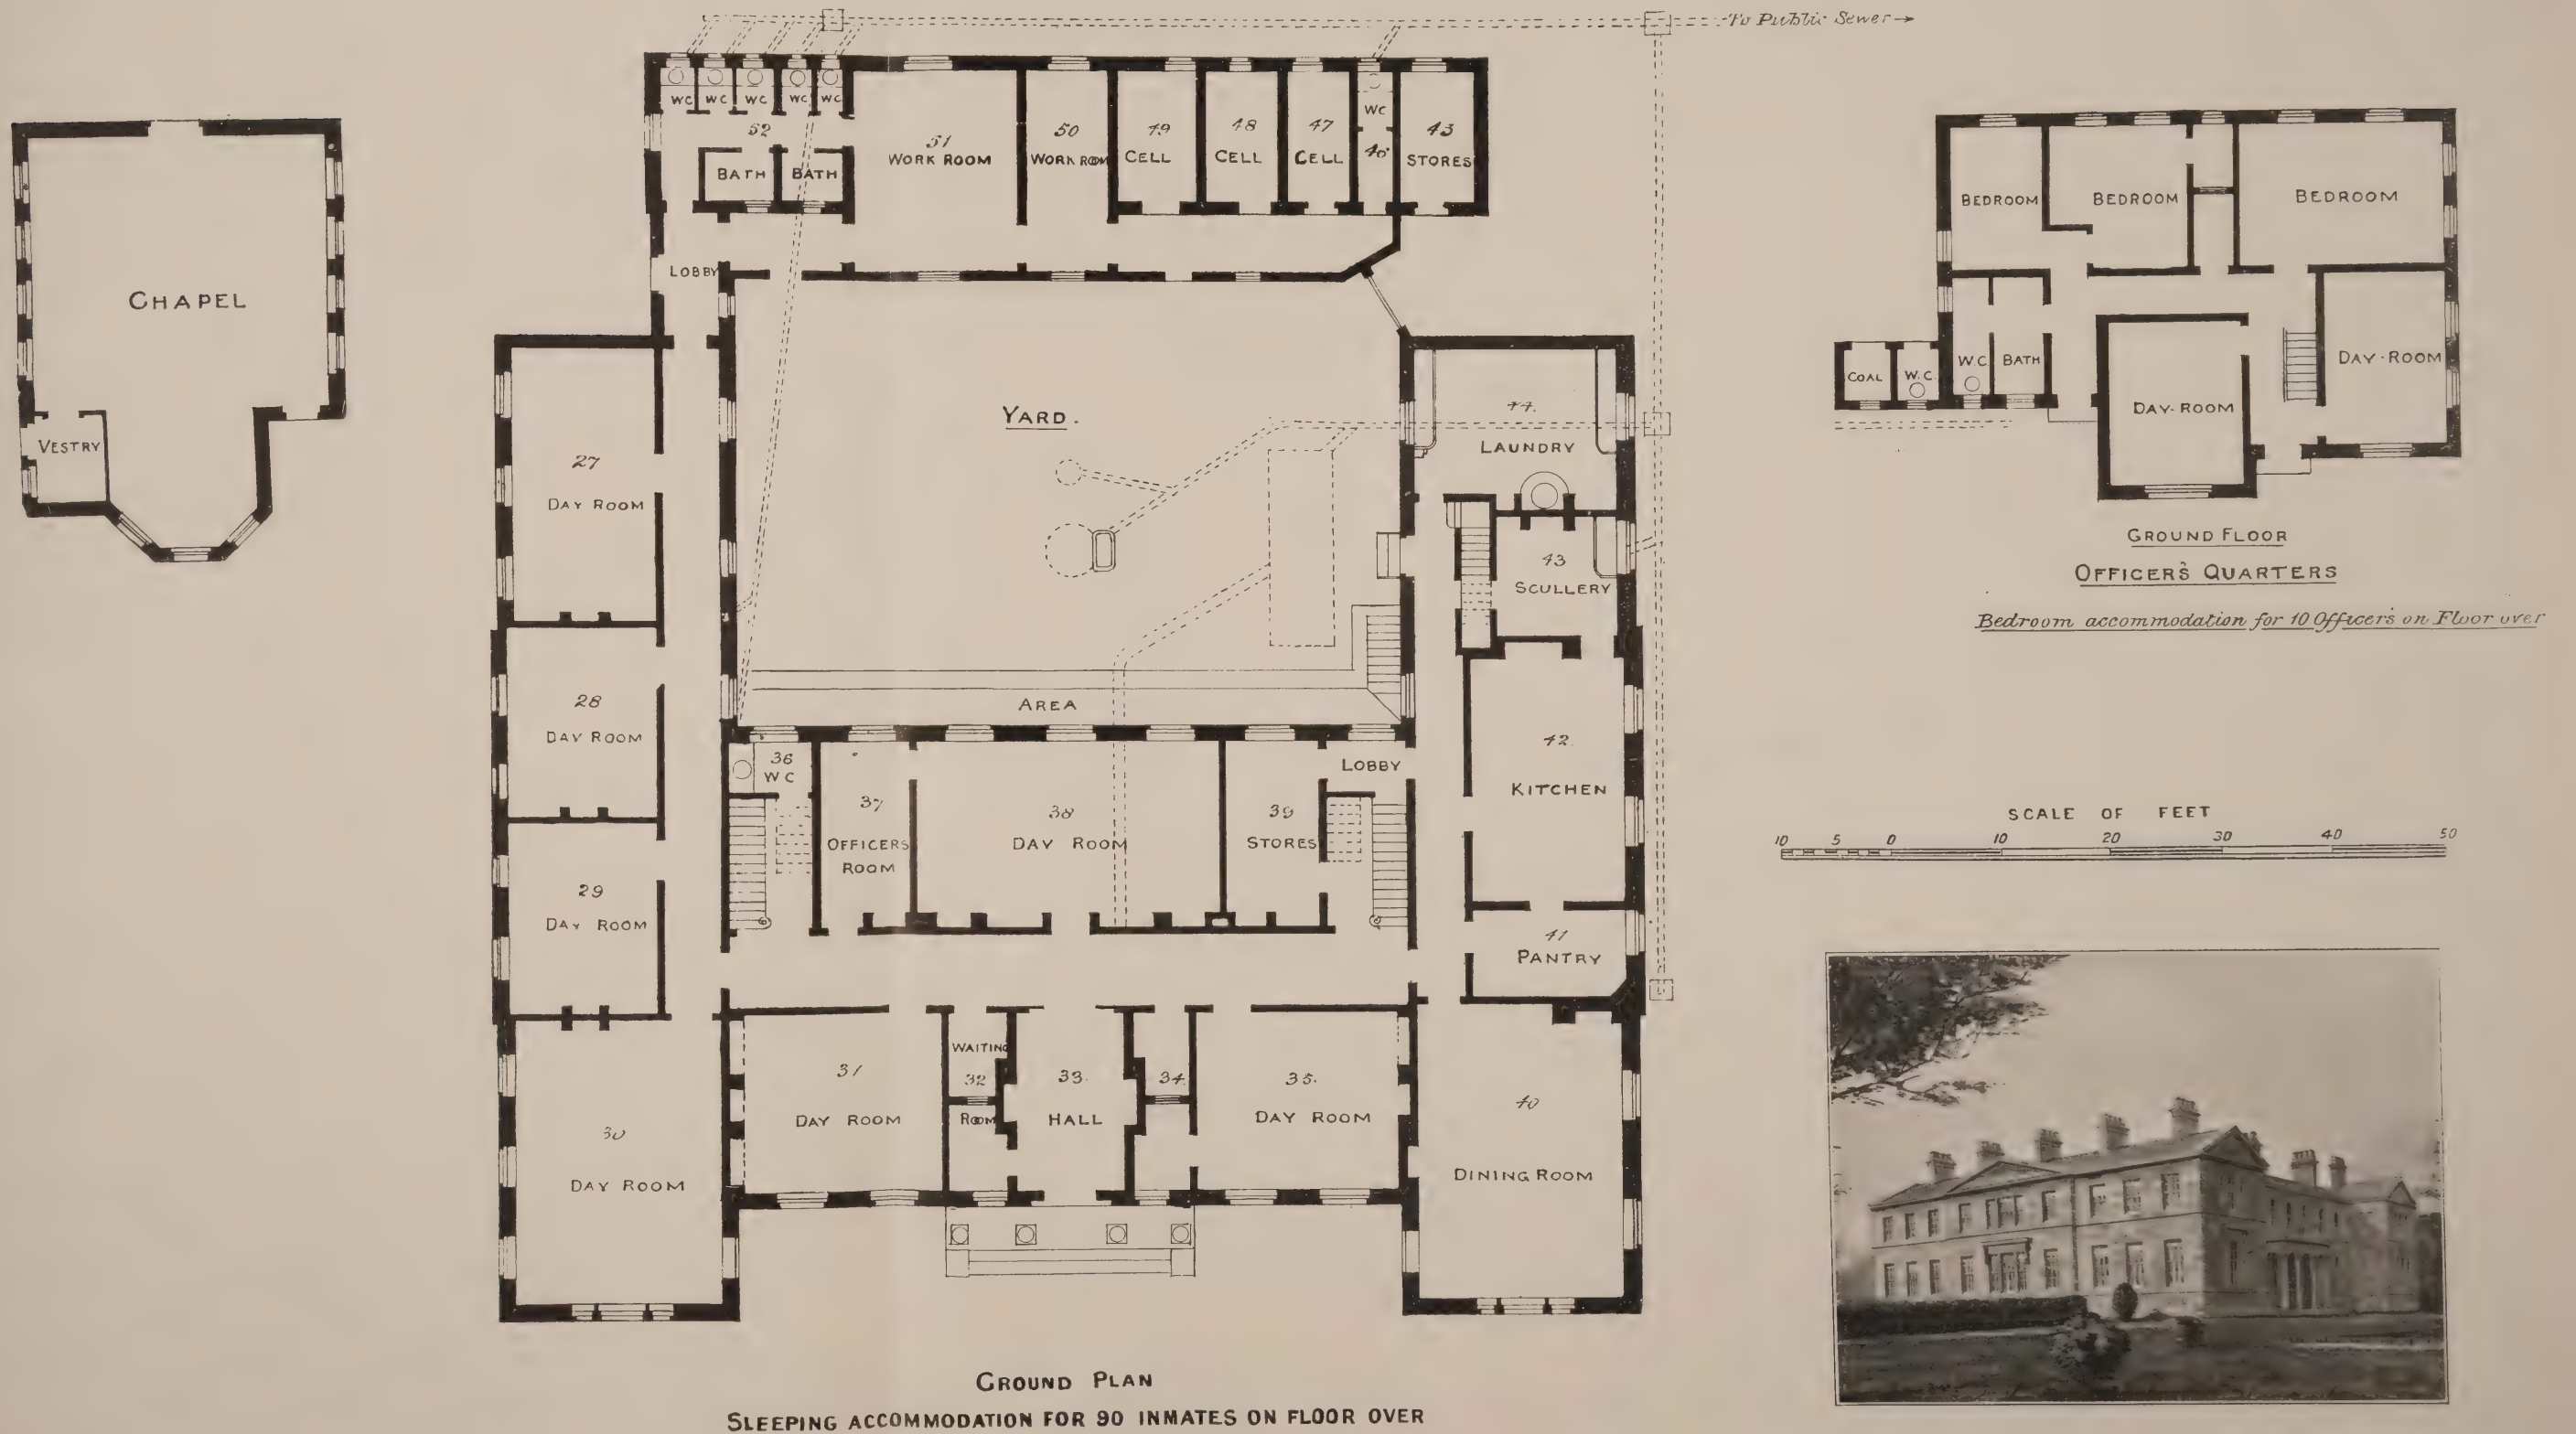 To Public Sewer
WC
WC
WC
WC
WC
52
BATH
BATH
51
WORK ROOM
50
WORK ROOM
49
CELL
48
CELL
47
CELL
WC
46
45
STORES
LOBBY
CHAPEL
VESTRY
BEDROOM
BEDROOM
BEDROOM
COAL
W.C.
W.C
BATH
DAY-ROOM
DAY-ROOM
GROUND FLOOR
OFFICER'S QUARTERS
Bedroom accommodation for 10 Officers on Floor over
27
DAY ROOM
YARD.
44.
LAUNDRY
43
SCULLERY
28
DAY ROOM
AREA
36
WC
37
OFFICERS
ROOM
38
DAY ROOM
39
STORES
LOBBY
42
KITCHEN
29
DAY ROOM
41
PANTRY
SCALE OF FEET
10 5 0 10 20 30 40 50
30
DAY ROOM
31
DAY ROOM
WAITING
32
ROOM
33
HALL
34
35.
DAY ROOM
40
DINING ROOM
GROUND PLAN
SLEEPING ACCOMMODATION FOR 90 INMATES ON FLOOR OVER